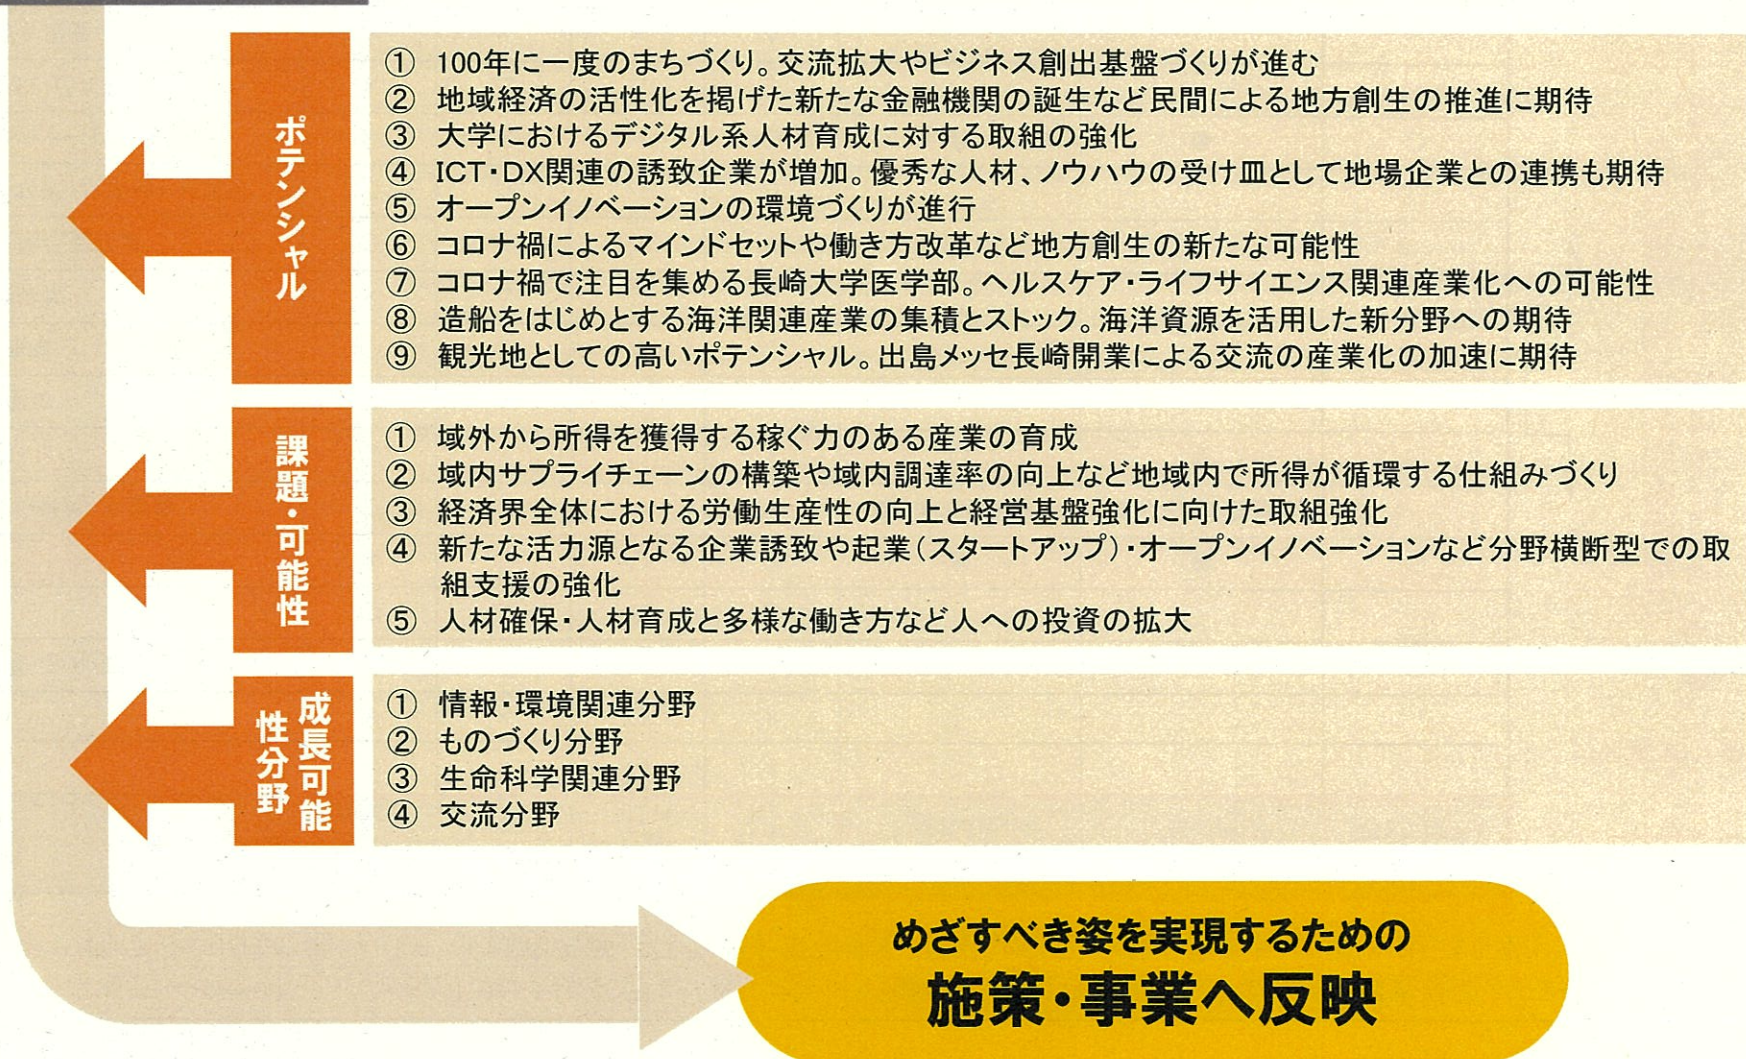 ポテンシャル
① 100年に一度のまちづくり。交流拡大やビジネス創出基盤づくりが進む
② 地域経済の活性化を掲げた新たな金融機関の誕生など民間による地方創生の推進に期待
③ 大学におけるデジタル系人材育成に対する取組の強化
④ ICT・DX関連の誘致企業が増加。優秀な人材、ノウハウの受け皿として地場企業との連携も期待
⑤ オープンイノベーションの環境づくりが進行
⑥ コロナ禍によるマインドセットや働き方改革など地方創生の新たな可能性
⑦ コロナ禍で注目を集める長崎大学医学部。ヘルスケア・ライフサイエンス関連産業化への可能性
⑧ 造船をはじめとする海洋関連産業の集積とストック。海洋資源を活用した新分野への期待
⑨ 観光地としての高いポテンシャル。出島メッセ長崎開業による交流の産業化の加速に期待
課題・可能性
① 域外から所得を獲得する稼ぐ力のある産業の育成
② 域内サプライチェーンの構築や域内調達率の向上など地域内で所得が循環する仕組みづくり
③ 経済界全体における労働生産性の向上と経営基盤強化に向けた取組強化
④ 新たな活力源となる企業誘致や起業(スタートアップ)・オープンイノベーションなど分野横断型での取
組支援の強化
⑤ 人材確保・人材育成と多様な働き方など人への投資の拡大
成長可能
性分野
① 情報・環境関連分野
② ものづくり分野
③ 生命科学関連分野
④ 交流分野
めざすべき姿を実現するための
施策・事業へ反映